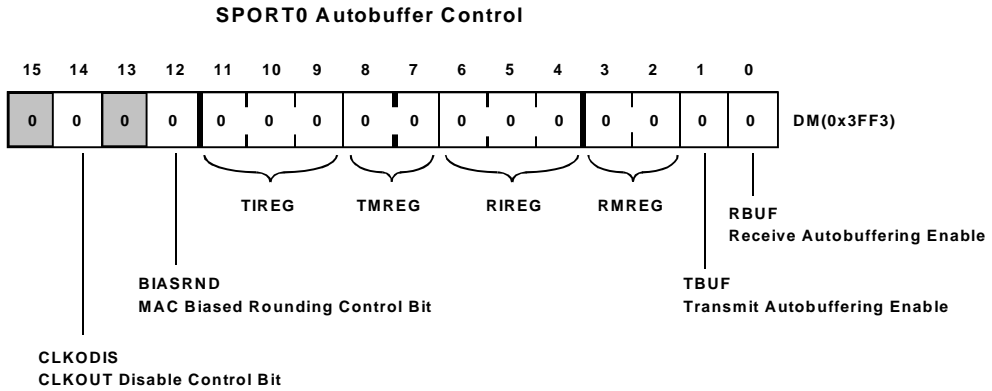 SPORT0 Autobuffer Control
15 14 13 12 11 10 9 8 7 6 5 4 3 2 1 0
0 0 0 0 0 0 0 0 0 0 0 0 0 0 0 0 DM(0x3FF3)
TIREG TMREG RIREG RMREG
RBUF
Receive Autobuffering Enable
BIASRND TBUF
MAC Biased Rounding Control Bit Transmit Autobuffering Enable
CLKODIS
CLKOUT Disable Control Bit